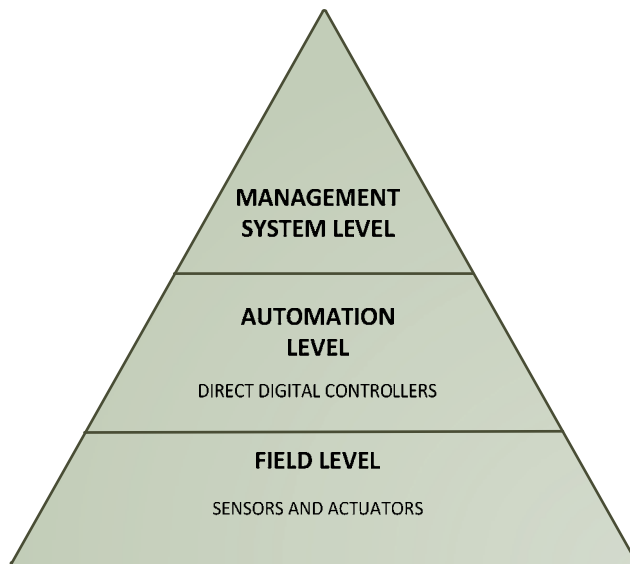 MANAGEMENT
SYSTEM LEVEL
AUTOMATION
LEVEL
DIRECT DIGITAL CONTROLLERS
FIELD LEVEL
SENSORS AND ACTUATORS